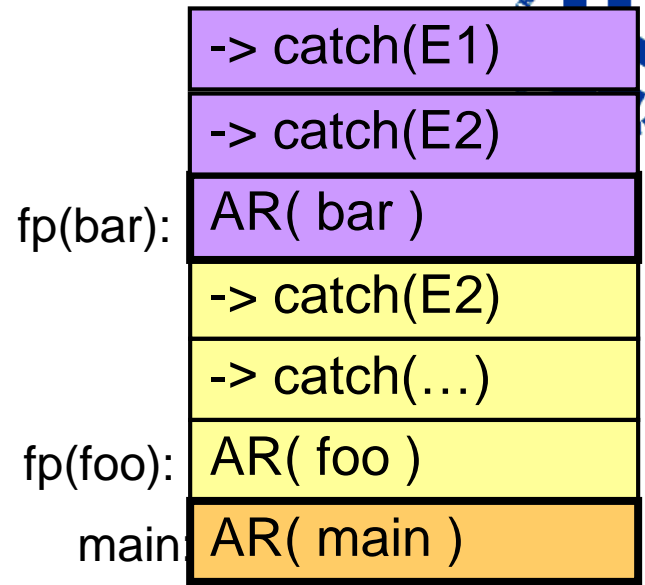 -> catch(E1)
-> catch(E2)
fp(bar): AR( bar )
-> catch(E2)
-> catch(…)
fp(foo): AR( foo )
main: AR( main )